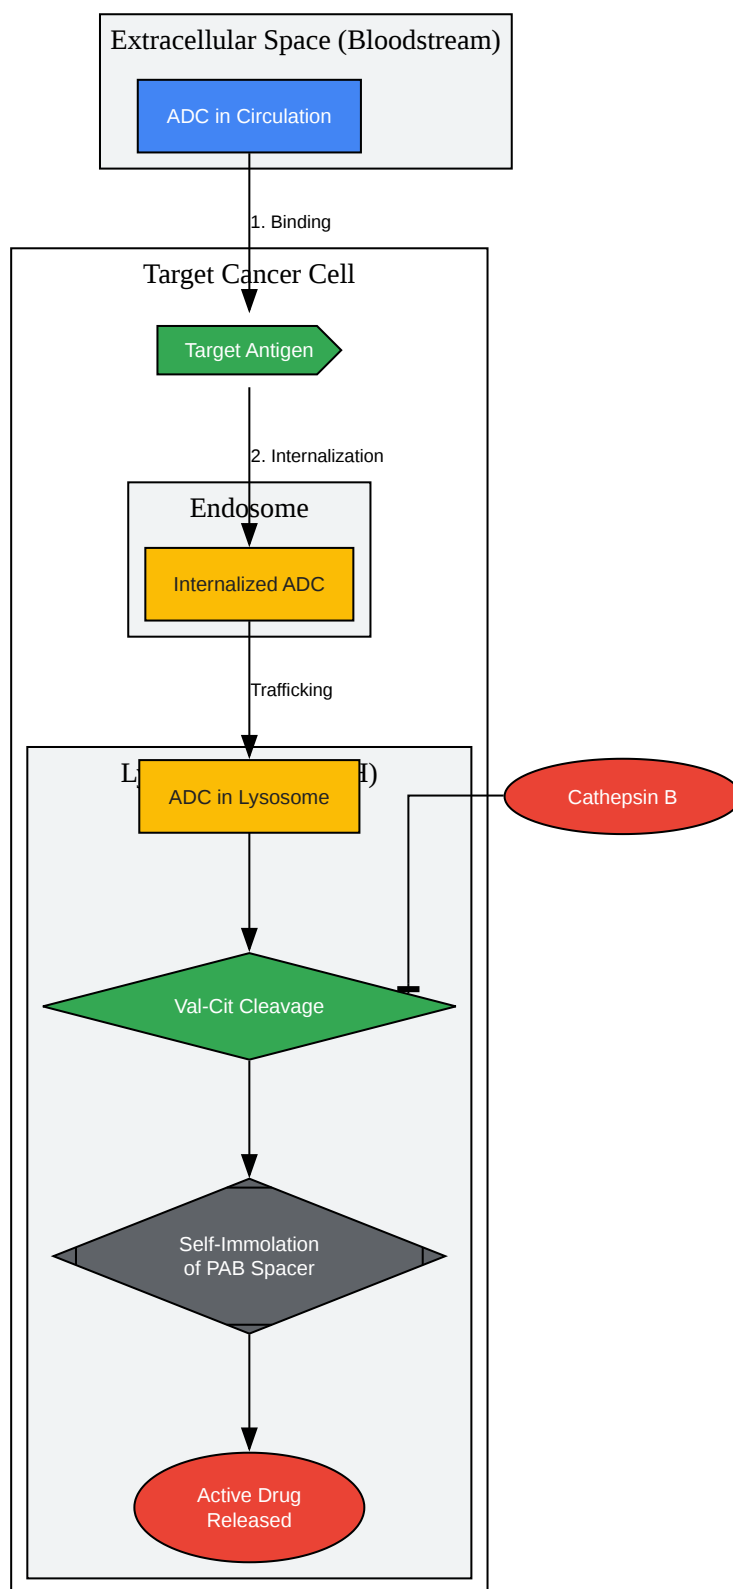 Extracellular Space (Bloodstream)
ADC in Circulation
1. Binding
Target Cancer Cell
Target Antigen
2. Internalization
Endosome
Internalized ADC
Trafficking
ADC in Lysosome
Cathepsin B
Val-Cit Cleavage
Self-Immolation
of PAB Spacer
Active Drug
Released